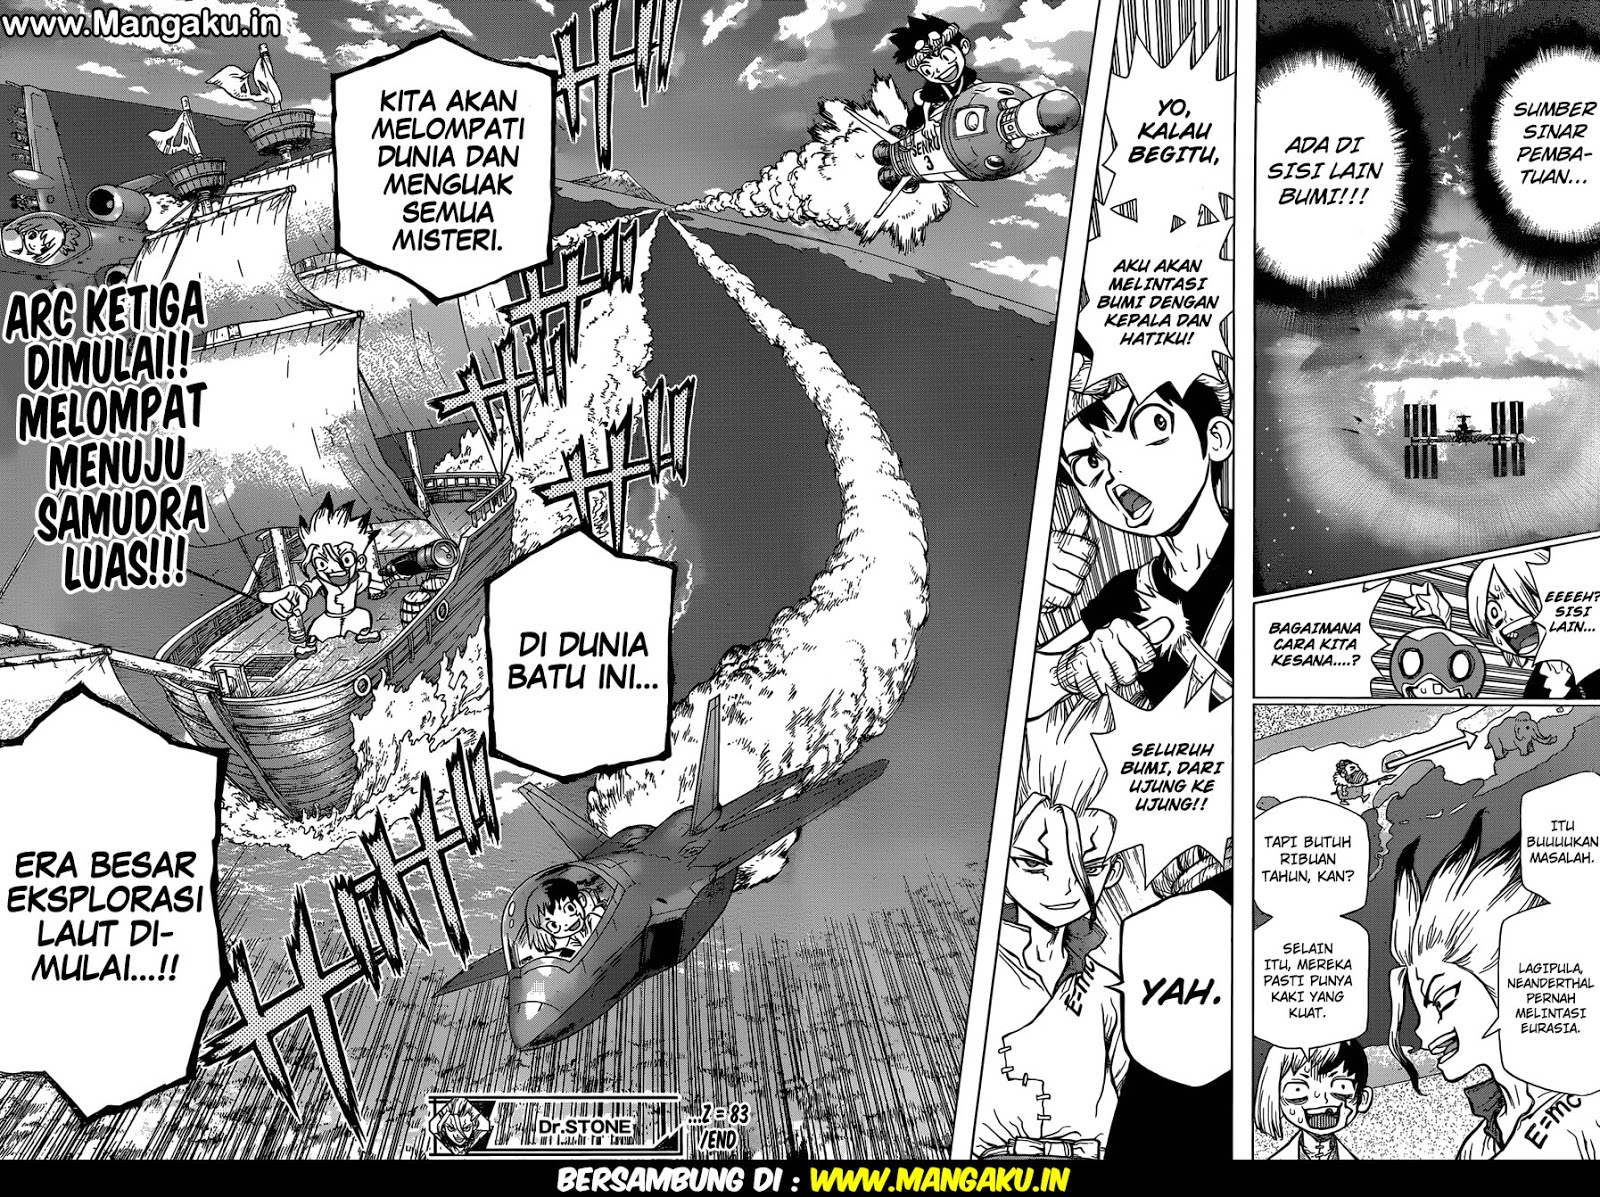 www.Mangaku.in
SUMBER
SINAR
PEMBA-
TUAN...
ADA DI
SISI LAIN
BUMI!!!
EEEEH?
SISI
LAIN...
BAGAIMANA
CARA KITA
KESANA....?
ITU
BUUUUKAN
MASALAH.
LAGIPULA,
NEANDERTHAL
PERNAH
MELINTASI
EURASIA.
TAPI BUTUH
RIBUAN
TAHUN, KAN?
SELAIN
ITU, MEREKA
PASTI PUNYA
KAKI YANG
KUAT.
E=mc
YO,
KALAU
BEGITU,
AKU AKAN
MELINTASI
BUMI DENGAN
KEPALA DAN
HATIKU!
SELURUH
BUMI, DARI
UJUNG KE
UJUNG!!
YAH.
E=mc
SENKU
3
DI DUNIA
BATU INI...
KITA AKAN
MELOMPATI
DUNIA DAN
MENGUAK
SEMUA
MISTERI.
ARC KETIGA
DIMULAI!!
MELOMPAT
MENUJU
SAMUDRA
LUAS!!!
ERA BESAR
EKSPLORASI
LAUT DI-
MULAI...!!
Dr.STONE
...Z = 83
/END
BERSAMBUNG DI : WWW.MANGAKU.IN